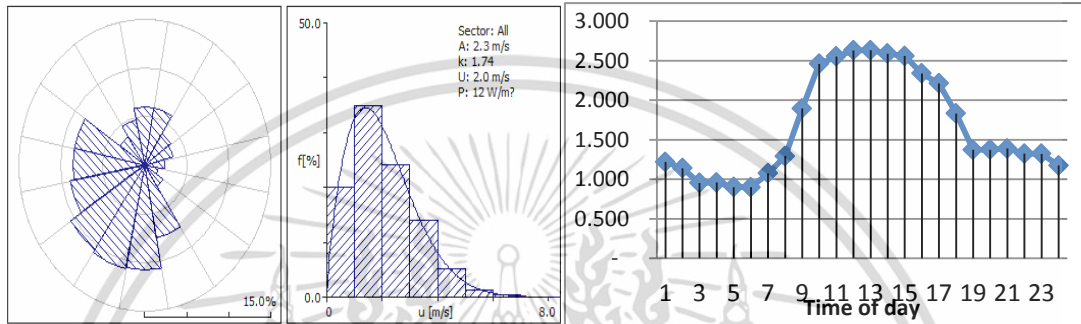 15.0%
50.0
Sector: All
A: 2.3 m/s
k: 1.74
U: 2.0 m/s
P: 12 W/m?
f[%]
0.0
0
u [m/s]
8.0
3.000
2.500
2.000
1.500
1.000
0.500
-
1 3 5 7 9 11 13 15 17 19 21 23
Time of day